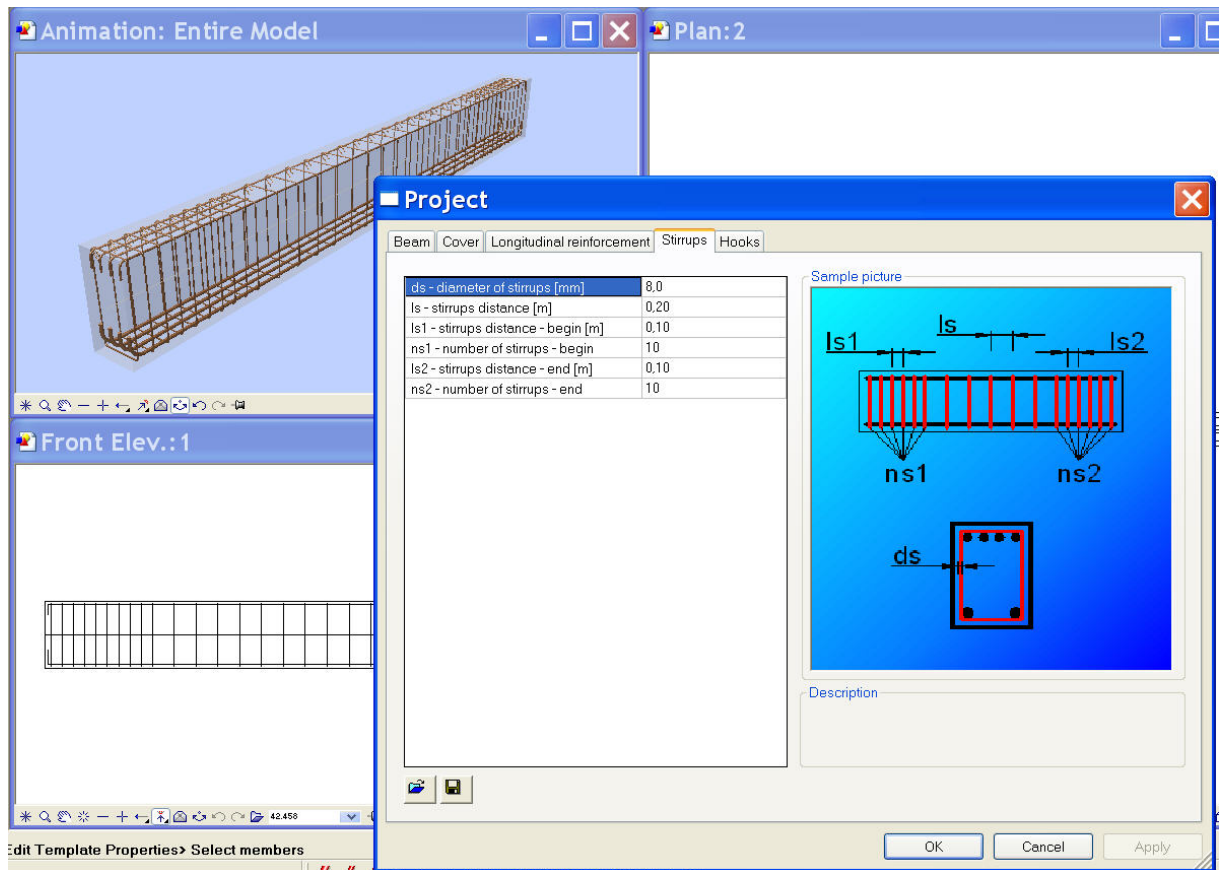 Animation: Entire Model
Plan:2
Project
Beam Cover Longitudinal reinforcement Stirrups Hooks
ds - diameter of stirrups [mm] 8,0
ls - stirrups distance [m] 0,20
ls1 - stirrups distance - begin [m] 0,10
ns1 - number of stirrups - begin 10
ls2 - stirrups distance - end [m] 0,10
ns2 - number of stirrups - end 10
Sample picture
ls1 ls ls2
ns1 ns2
ds
Description
Front Elev.:1
42.458
OK Cancel Apply
Edit Template Properties> Select members